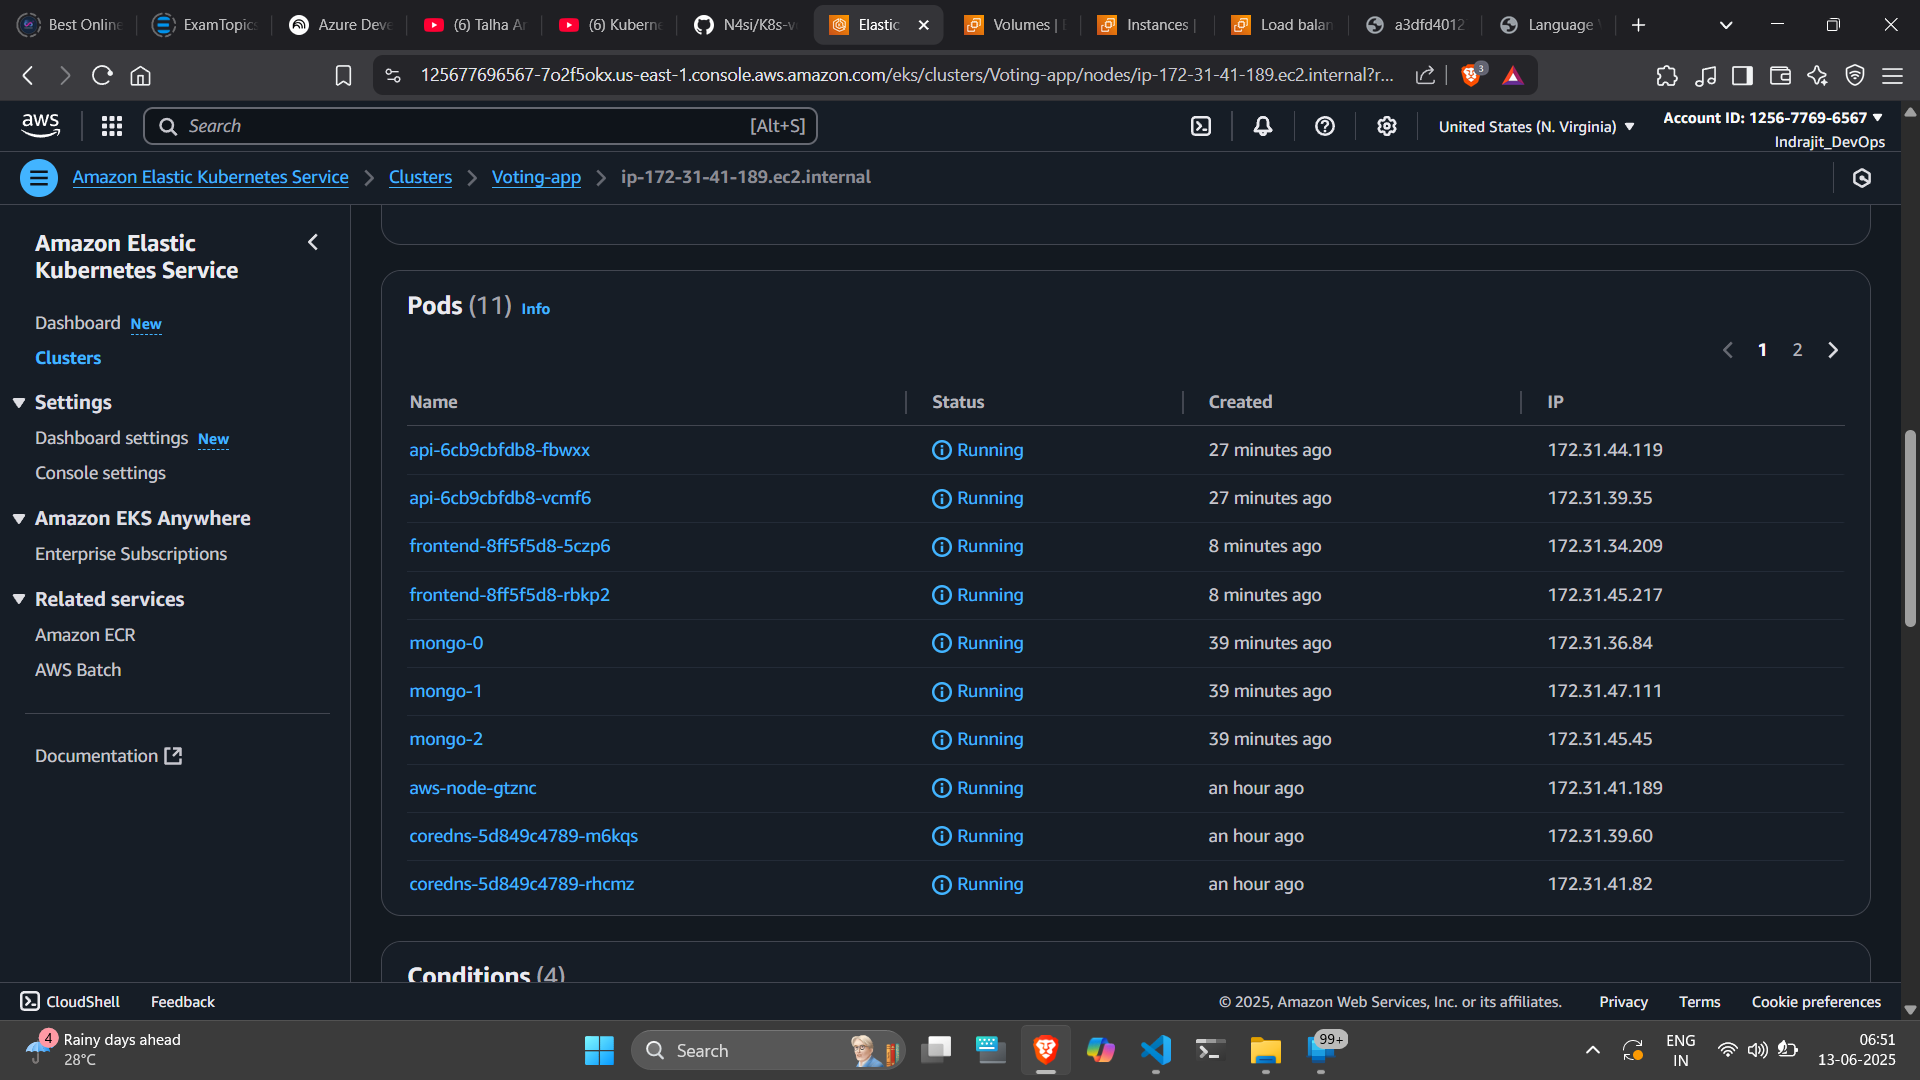 Best Online
ExamTopics
Azure Deve
(6) Talha An
(6) Kuberne
N4si/K8s-v
Elastic
Volumes |
Instances |
Load balan
a3dfd4012
Language
125677696567-7o2f5okx.us-east-1.console.aws.amazon.com/eks/clusters/Voting-app/nodes/ip-172-31-41-189.ec2.internal?r...
3
aws
Search
[Alt+S]
United States (N. Virginia)
Account ID: 1256-7769-6567
Indrajit_DevOps
Amazon Elastic Kubernetes Service
Clusters
Voting-app
ip-172-31-41-189.ec2.internal
Amazon Elastic
Kubernetes Service
Dashboard New
Clusters
Settings
Dashboard settings New
Console settings
Amazon EKS Anywhere
Enterprise Subscriptions
Related services
Amazon ECR
AWS Batch
Documentation
Pods (11) Info
1 2
Name Status Created IP
api-6cb9cbfdb8-fbwxx Running 27 minutes ago 172.31.44.119
api-6cb9cbfdb8-vcmf6 Running 27 minutes ago 172.31.39.35
frontend-8ff5f5d8-5czp6 Running 8 minutes ago 172.31.34.209
frontend-8ff5f5d8-rbkp2 Running 8 minutes ago 172.31.45.217
mongo-0 Running 39 minutes ago 172.31.36.84
mongo-1 Running 39 minutes ago 172.31.47.111
mongo-2 Running 39 minutes ago 172.31.45.45
aws-node-gtznc Running an hour ago 172.31.41.189
coredns-5d849c4789-m6kqs Running an hour ago 172.31.39.60
coredns-5d849c4789-rhcmz Running an hour ago 172.31.41.82
Conditions (4)
CloudShell Feedback
© 2025, Amazon Web Services, Inc. or its affiliates. Privacy Terms Cookie preferences
4
Rainy days ahead
28°C
Search
99+
ENG
IN
06:51
13-06-2025